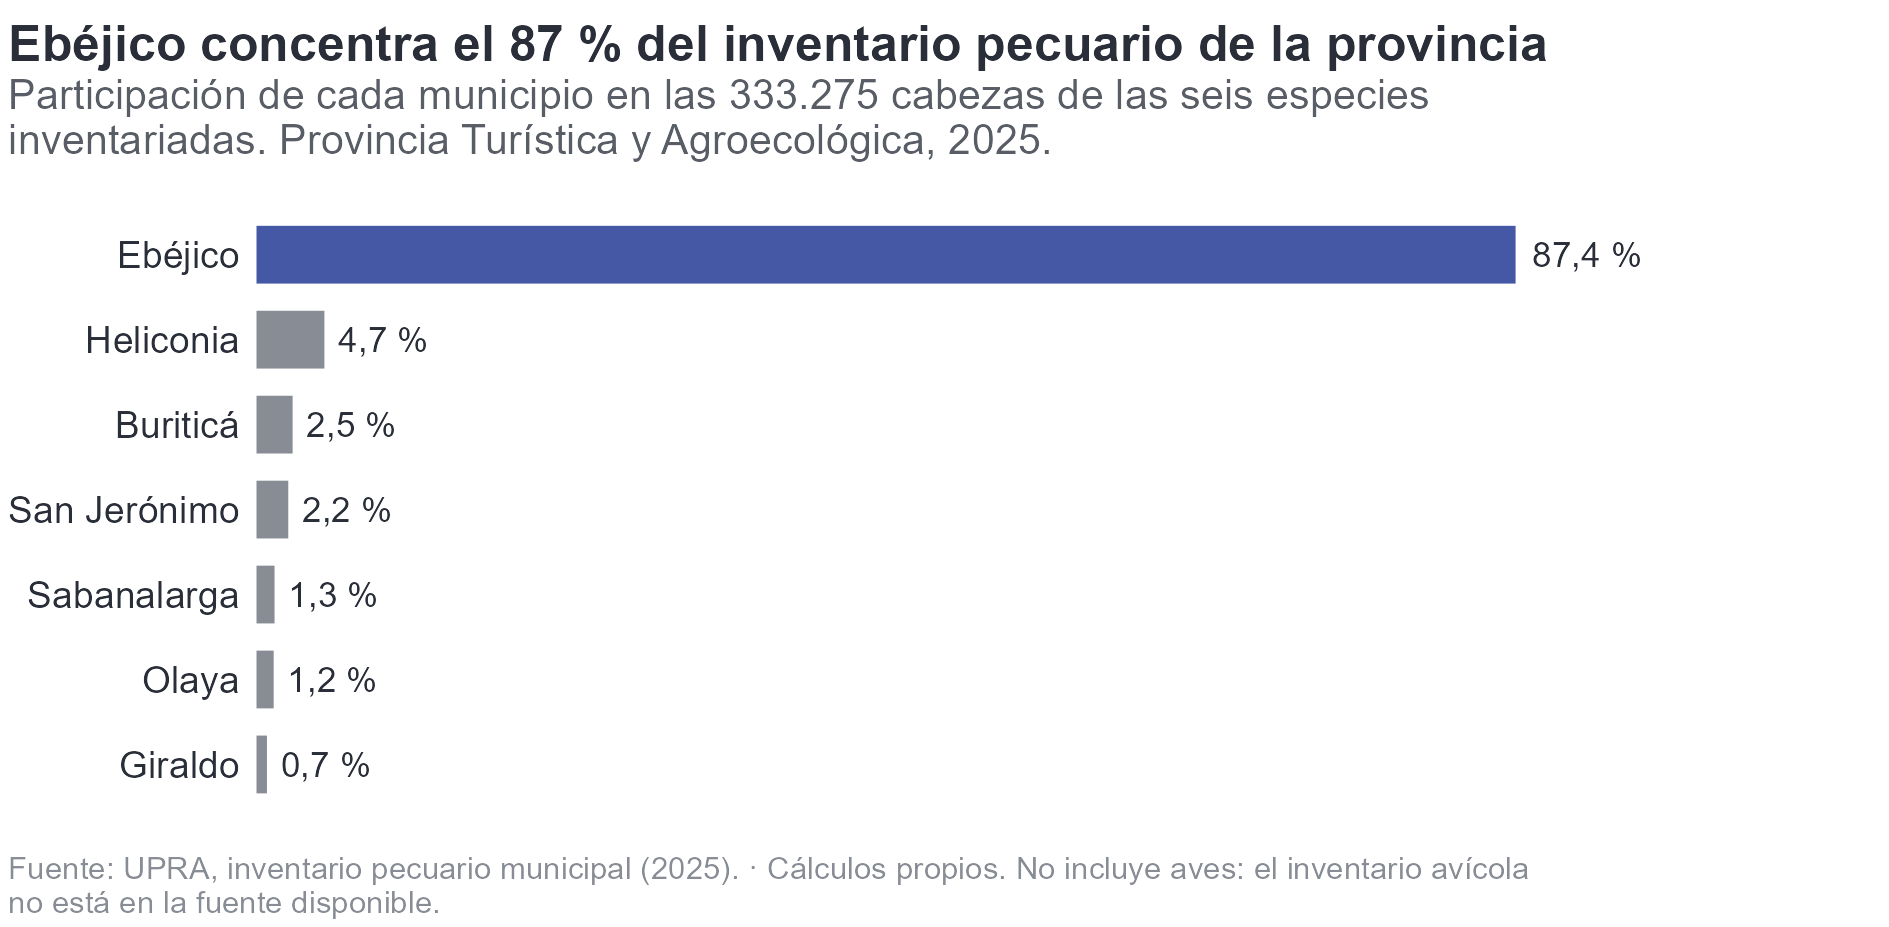 Ebéjico concentra el 87 % del inventario pecuario de la provincia
Participación de cada municipio en las 333.275 cabezas de las seis especies
inventariadas. Provincia Turística y Agroecológica, 2025.
Ebéjico 87,4 %
Heliconia 4,7 %
Buriticá 2,5 %
San Jerónimo 2,2 %
Sabanalarga 1,3 %
Olaya 1,2 %
Giraldo 0,7 %
Fuente: UPRA, inventario pecuario municipal (2025). · Cálculos propios. No incluye aves: el inventario avícola
no está en la fuente disponible.